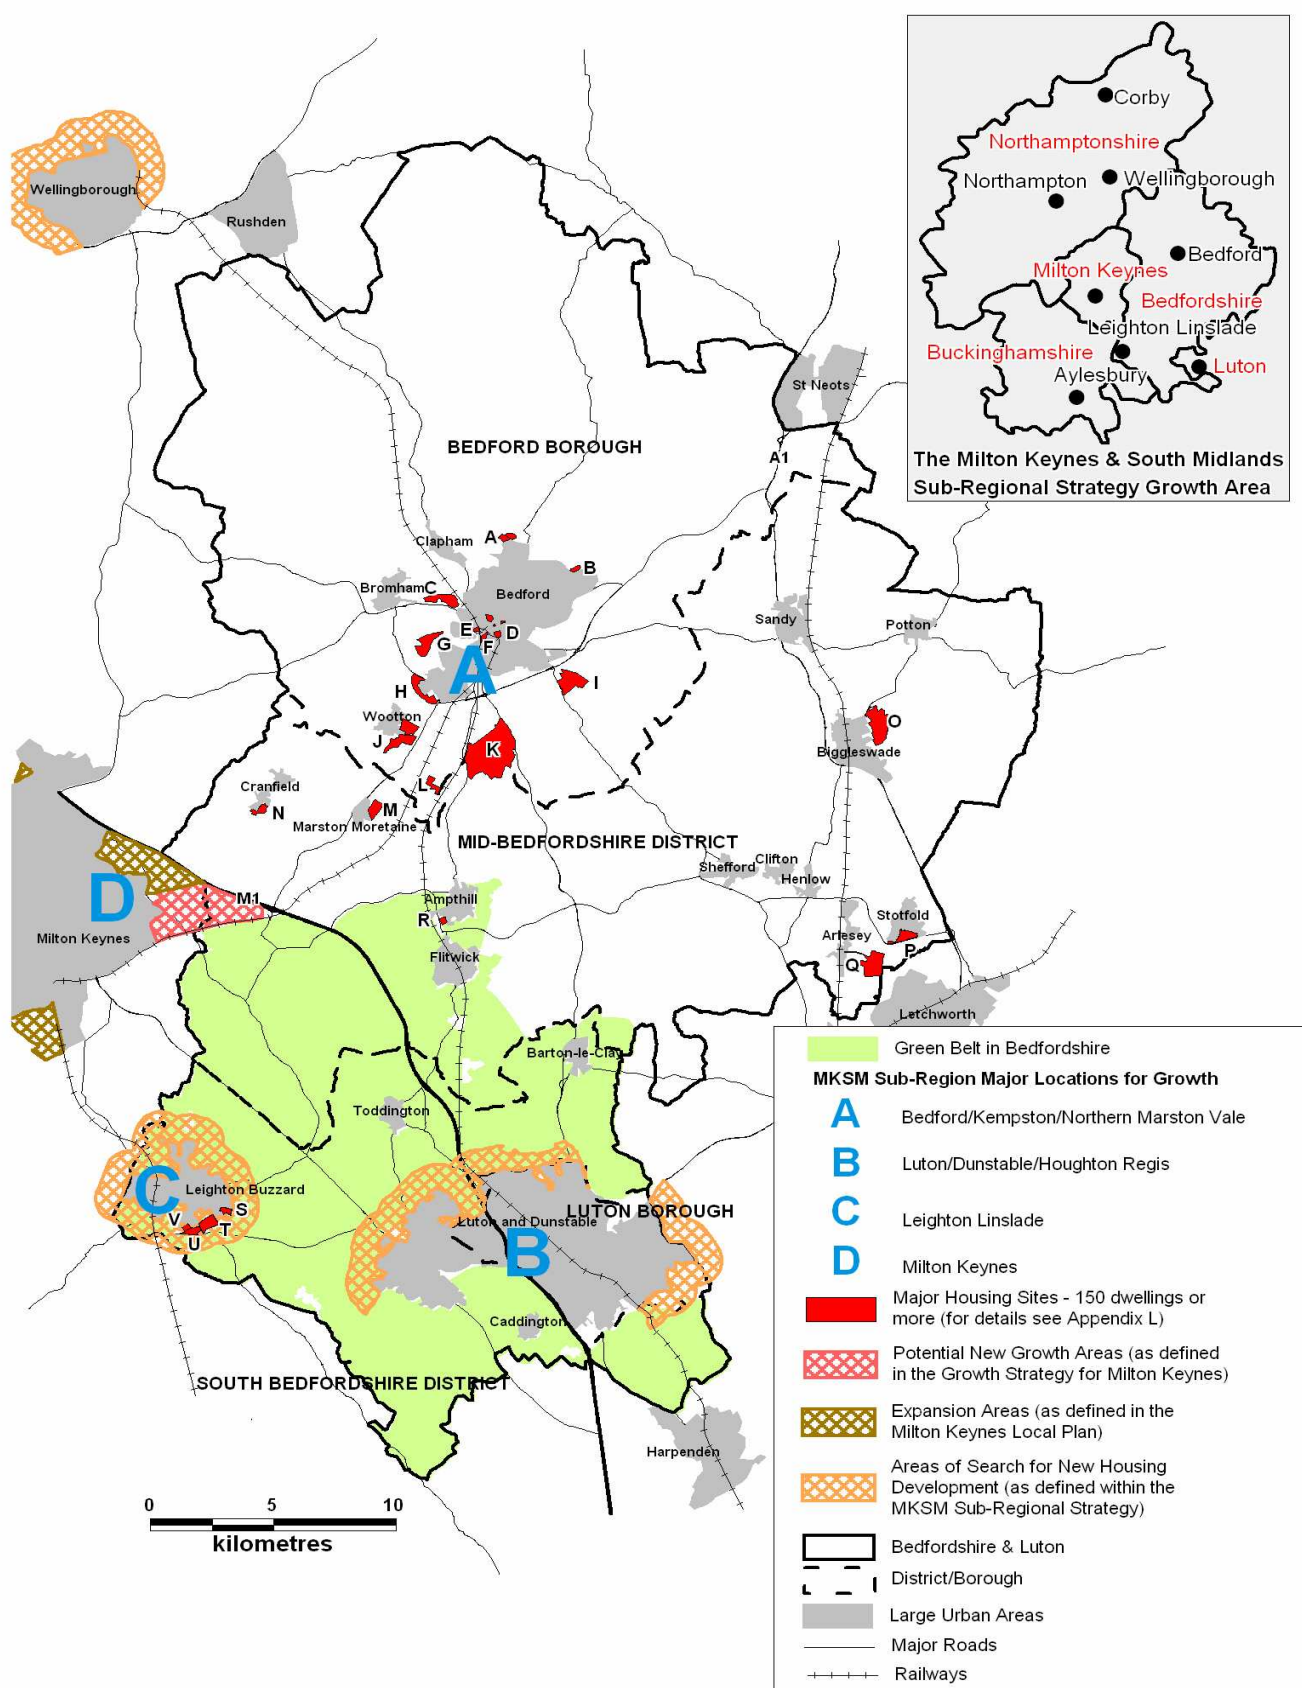 Corby
Northamptonshire
Northampton
Wellingborough
Bedford
Milton Keynes
Bedfordshire
Leighton Linslade
Buckinghamshire
Luton
Aylesbury
The Milton Keynes & South Midlands
Sub-Regional Strategy Growth Area
Wellingborough
Rushden
St Neots
BEDFORD BOROUGH
A1
Clapham
A
B
Bromham
C
Bedford
E
D
F
G
Sandy
Potton
A
H
I
Wootton
J
K
O
Biggleswade
Cranfield
L
N
M
Marston Moretaine
MID-BEDFORDSHIRE DISTRICT
Shefford
Clifton
Henlow
D
M1
Ampthill
R
Milton Keynes
Flitwick
Stotfold
Arlesey
P
Q
Letchworth
Barton-le-Clay
Toddington
C
Leighton Buzzard
S
V
T
U
LUTON BOROUGH
Luton and Dunstable
B
Caddington
SOUTH BEDFORDSHIRE DISTRICT
Harpenden
0 5 10
kilometres
Green Belt in Bedfordshire
MKSM Sub-Region Major Locations for Growth
A Bedford/Kempston/Northern Marston Vale
B Luton/Dunstable/Houghton Regis
C Leighton Linslade
D Milton Keynes
Major Housing Sites - 150 dwellings or
more (for details see Appendix L)
Potential New Growth Areas (as defined
in the Growth Strategy for Milton Keynes)
Expansion Areas (as defined in the
Milton Keynes Local Plan)
Areas of Search for New Housing
Development (as defined within the
MKSM Sub-Regional Strategy)
Bedfordshire & Luton
District/Borough
Large Urban Areas
Major Roads
Railways